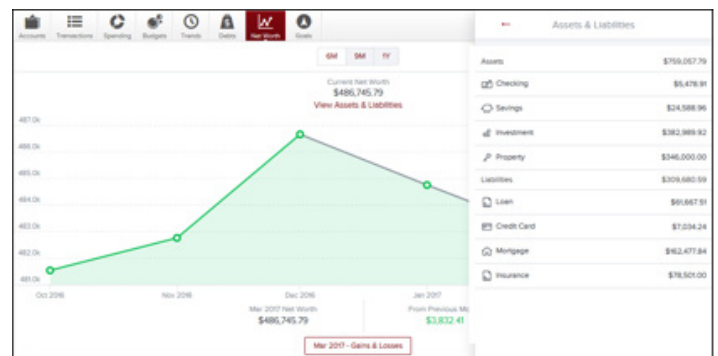 Accounts Transactions Spending Budgets Trends Debts Net Worth Goals
6M 9M 1Y
Current Net Worth
$486,745.79
View Assets & Liabilities
487.0k
486.0k
485.0k
484.0k
483.0k
482.0k
481.0k
Oct 2016 Nov 2016 Dec 2016 Jan 2017
Mar 2017 Net Worth
$486,745.79
From Previous Mo
$3,832.41
Mar 2017 - Gains & Losses
Assets & Liabilities
Assets $759,057.79
Checking $5,478.91
Savings $24,588.96
Investment $382,989.92
Property $346,000.00
Liabilities $309,680.59
Loan $61,667.51
Credit Card $7,034.24
Mortgage $162,477.84
Insurance $78,501.00